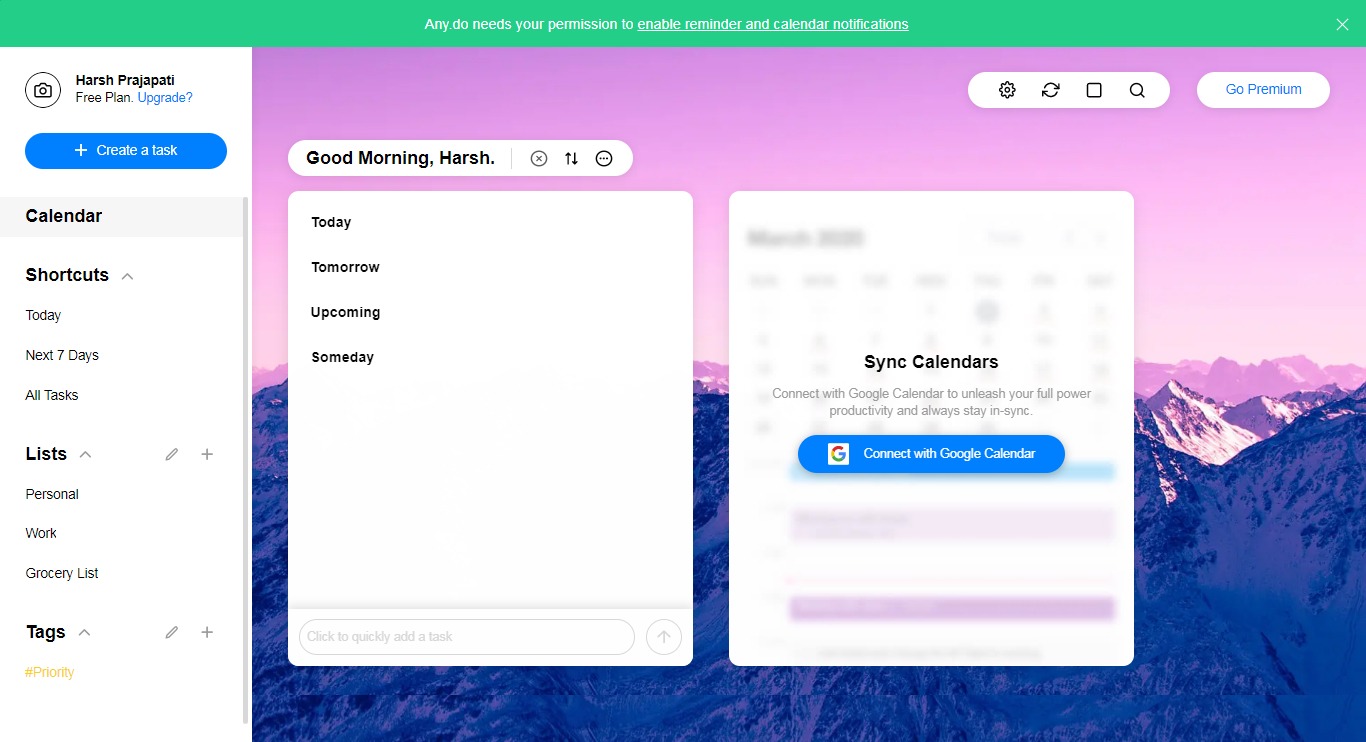 Any.do needs your permission to enable reminder and calendar notifications
Harsh Prajapati
Free Plan. Upgrade?
Create a task
Calendar
Shortcuts
Today
Next 7 Days
All Tasks
Lists
Personal
Work
Grocery List
Tags
#Priority
Go Premium
Good Morning, Harsh.
Today
Tomorrow
Upcoming
Someday
Click to quickly add a task
March 2020
Sync Calendars
Connect with Google Calendar to unleash your full power
productivity and always stay in-sync.
Connect with Google Calendar